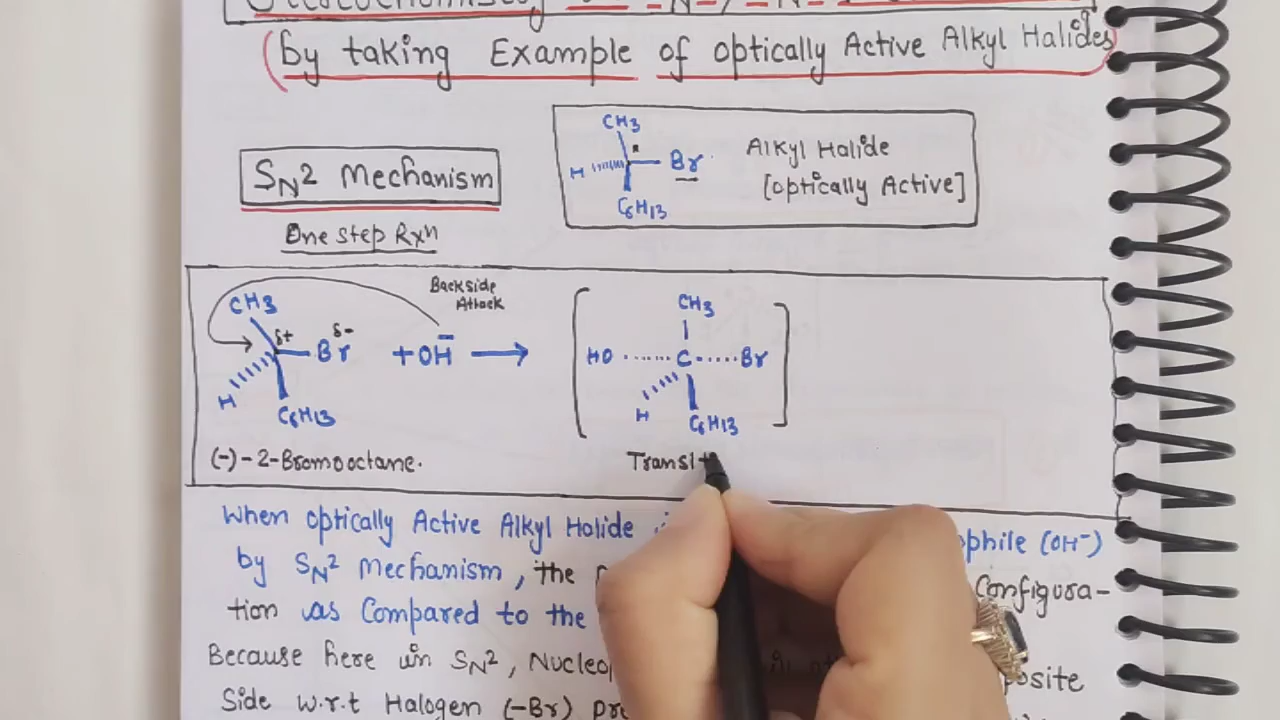 by taking Example of optically Active Alkyl Halides
SN2 Mechanism
One step Rxn
CH3
H Br
C6H13
Alkyl Halide
[optically Active]
Backside
Attack
CH3
δ+ δ-
Br + OH-
H
C6H13
(-)-2-Bromooctane.
CH3
HO C Br
H
C6H13
Transit
When optically Active Alkyl Halide ophile (OH-)
by SN2 mechanism, the Configura-
tion as Compared to the
Because here in SN2, Nucleop posite
Side w.r.t Halogen (-Br)